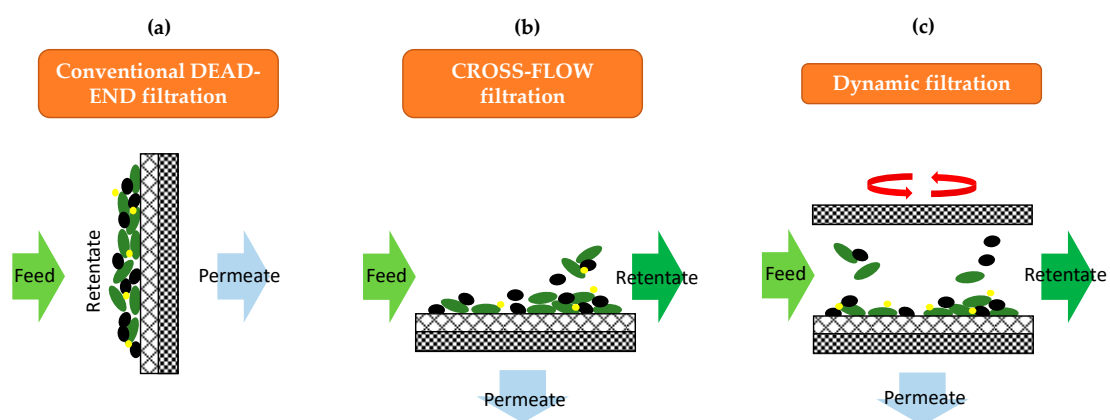 (a)
Conventional DEAD-
END filtration
Feed
Retentate
Permeate
(b)
CROSS-FLOW
filtration
Feed
Retentate
Permeate
(c)
Dynamic filtration
Feed
Retentate
Permeate